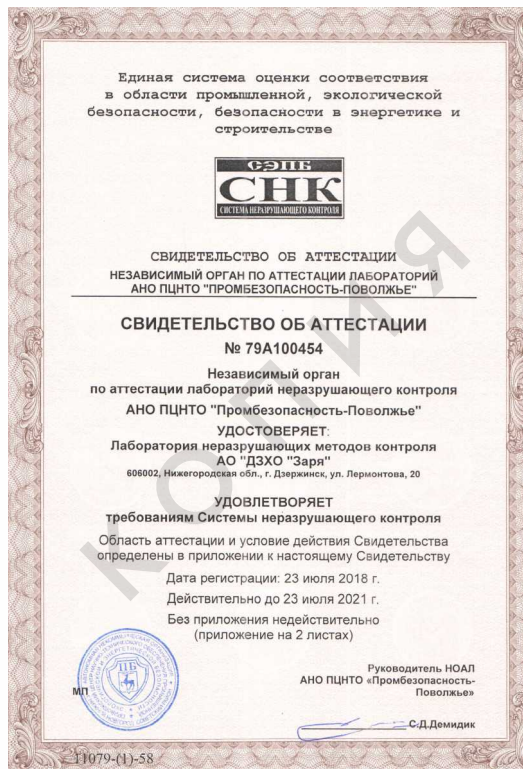 Единая система оценки соответствия
в области промышленной, экологической
безопасности, безопасности в энергетике и
строительстве
СЭПБ
СНК
СИСТЕМА НЕРАЗРУШАЮЩЕГО КОНТРОЛЯ
СВИДЕТЕЛЬСТВО ОБ АТТЕСТАЦИИ
НЕЗАВИСИМЫЙ ОРГАН ПО АТТЕСТАЦИИ ЛАБОРАТОРИЙ
АНО ПЦНТО "ПРОМБЕЗОПАСНОСТЬ-ПОВОЛЖЬЕ"
СВИДЕТЕЛЬСТВО ОБ АТТЕСТАЦИИ
№ 79А100454
Независимый орган
по аттестации лабораторий неразрушающего контроля
АНО ПЦНТО "Промбезопасность-Поволжье"
УДОСТОВЕРЯЕТ:
Лаборатория неразрушающих методов контроля
АО "ДЗХО "Заря"
606002, Нижегородская обл., г. Дзержинск, ул. Лермонтова, 20
УДОВЛЕТВОРЯЕТ
требованиям Системы неразрушающего контроля
Область аттестации и условие действия Свидетельства
определены в приложении к настоящему Свидетельству
Дата регистрации: 23 июля 2018 г.
Действительно до 23 июля 2021 г.
Без приложения недействительно
(приложение на 2 листах)
Руководитель НОАЛ
АНО ПЦНТО «Промбезопасность-
Поволжье»
МП
ПБ
С.Д.Демидик
11079-(1)-58
КОПИЯ